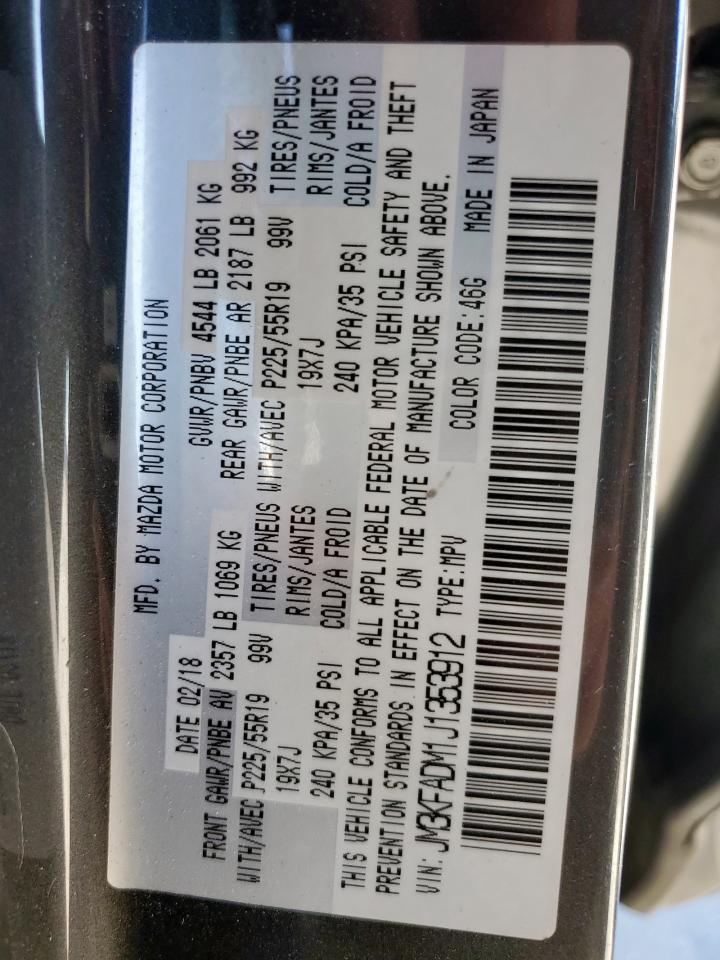 MFD. BY MAZDA MOTOR CORPORATION
DATE 02/18 GVWR/PNBV 4544 LB 2061 KG
FRONT GAWR/PNBE AV 2357 LB 1069 KG REAR GAWR/PNBE AR 2187 LB 992 KG
WITH/AVEC P225/55R19 99V TIRES/PNEUS WITH/AVEC P225/55R19 99V TIRES/PNEUS
19X7J RIMS/JANTES 19X7J RIMS/JANTES
240 KPA/35 PSI COLD/A FROID 240 KPA/35 PSI COLD/A FROID
THIS VEHICLE CONFORMS TO ALL APPLICABLE FEDERAL MOTOR VEHICLE SAFETY AND THEFT
PREVENTION STANDARDS IN EFFECT ON THE DATE OF MANUFACTURE SHOWN ABOVE.
VIN: JM3KFADM1J1353912 TYPE:MPV COLOR CODE:46G MADE IN JAPAN